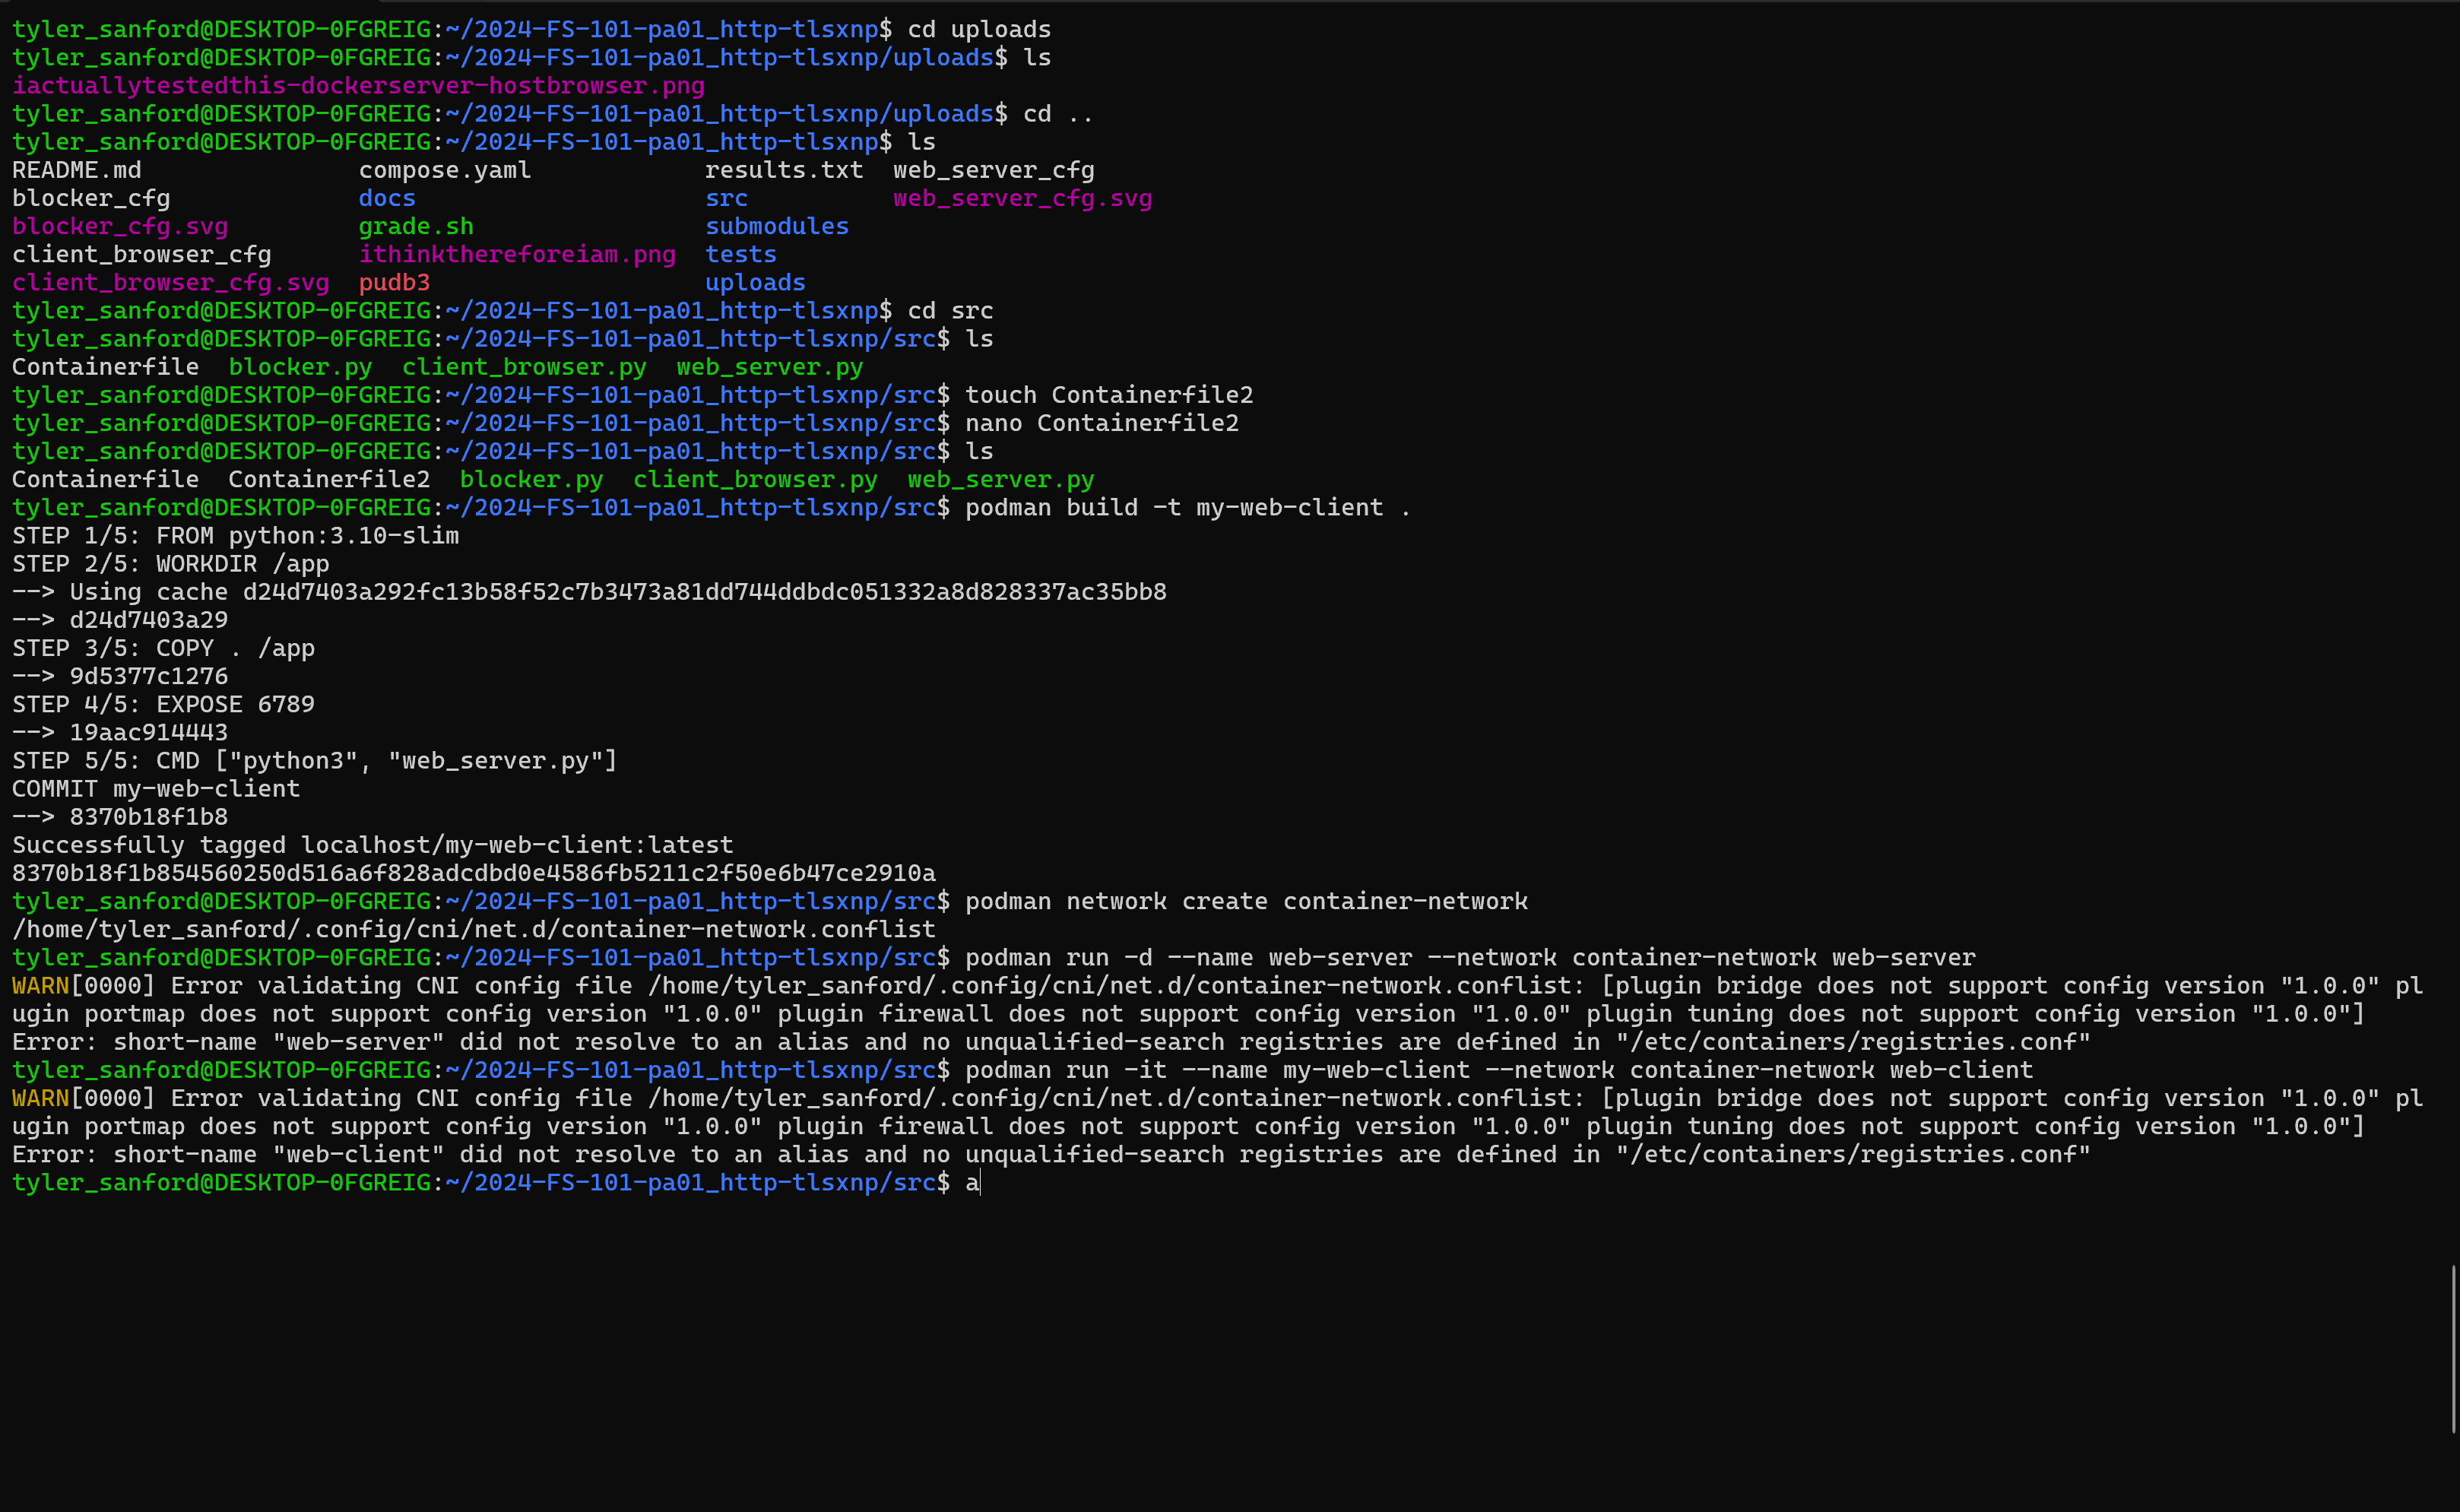 tyler_sanford@DESKTOP-0FGREIG:~/2024-FS-101-pa01_http-tlsxnp$ cd uploads
tyler_sanford@DESKTOP-0FGREIG:~/2024-FS-101-pa01_http-tlsxnp/uploads$ ls
iactuallytestedthis-dockerserver-hostbrowser.png
tyler_sanford@DESKTOP-0FGREIG:~/2024-FS-101-pa01_http-tlsxnp/uploads$ cd ..
tyler_sanford@DESKTOP-0FGREIG:~/2024-FS-101-pa01_http-tlsxnp$ ls
README.md               compose.yaml            results.txt  web_server_cfg
blocker_cfg             docs                    src          web_server_cfg.svg
blocker_cfg.svg         grade.sh                submodules
client_browser_cfg      ithinkthereforeiam.png  tests
client_browser_cfg.svg  pudb3                   uploads
tyler_sanford@DESKTOP-0FGREIG:~/2024-FS-101-pa01_http-tlsxnp$ cd src
tyler_sanford@DESKTOP-0FGREIG:~/2024-FS-101-pa01_http-tlsxnp/src$ ls
Containerfile  blocker.py  client_browser.py  web_server.py
tyler_sanford@DESKTOP-0FGREIG:~/2024-FS-101-pa01_http-tlsxnp/src$ touch Containerfile2
tyler_sanford@DESKTOP-0FGREIG:~/2024-FS-101-pa01_http-tlsxnp/src$ nano Containerfile2
tyler_sanford@DESKTOP-0FGREIG:~/2024-FS-101-pa01_http-tlsxnp/src$ ls
Containerfile  Containerfile2  blocker.py  client_browser.py  web_server.py
tyler_sanford@DESKTOP-0FGREIG:~/2024-FS-101-pa01_http-tlsxnp/src$ podman build -t my-web-client .
STEP 1/5: FROM python:3.10-slim
STEP 2/5: WORKDIR /app
--> Using cache d24d7403a292fc13b58f52c7b3473a81dd744ddbdc051332a8d828337ac35bb8
--> d24d7403a29
STEP 3/5: COPY . /app
--> 9d5377c1276
STEP 4/5: EXPOSE 6789
--> 19aac914443
STEP 5/5: CMD ["python3", "web_server.py"]
COMMIT my-web-client
--> 8370b18f1b8
Successfully tagged localhost/my-web-client:latest
8370b18f1b854560250d516a6f828adcdbd0e4586fb5211c2f50e6b47ce2910a
tyler_sanford@DESKTOP-0FGREIG:~/2024-FS-101-pa01_http-tlsxnp/src$ podman network create container-network
/home/tyler_sanford/.config/cni/net.d/container-network.conflist
tyler_sanford@DESKTOP-0FGREIG:~/2024-FS-101-pa01_http-tlsxnp/src$ podman run -d --name web-server --network container-network web-server
WARN[0000] Error validating CNI config file /home/tyler_sanford/.config/cni/net.d/container-network.conflist: [plugin bridge does not support config version "1.0.0" pl
ugin portmap does not support config version "1.0.0" plugin firewall does not support config version "1.0.0" plugin tuning does not support config version "1.0.0"]
Error: short-name "web-server" did not resolve to an alias and no unqualified-search registries are defined in "/etc/containers/registries.conf"
tyler_sanford@DESKTOP-0FGREIG:~/2024-FS-101-pa01_http-tlsxnp/src$ podman run -it --name my-web-client --network container-network web-client
WARN[0000] Error validating CNI config file /home/tyler_sanford/.config/cni/net.d/container-network.conflist: [plugin bridge does not support config version "1.0.0" pl
ugin portmap does not support config version "1.0.0" plugin firewall does not support config version "1.0.0" plugin tuning does not support config version "1.0.0"]
Error: short-name "web-client" did not resolve to an alias and no unqualified-search registries are defined in "/etc/containers/registries.conf"
tyler_sanford@DESKTOP-0FGREIG:~/2024-FS-101-pa01_http-tlsxnp/src$ a